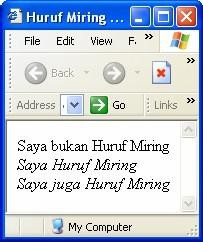 Huruf Miring ...
File Edit View F. »
Back »
Address Go Links »
Saya bukan Huruf Miring
Saya Huruf Miring
Saya juga Huruf Miring
My Computer